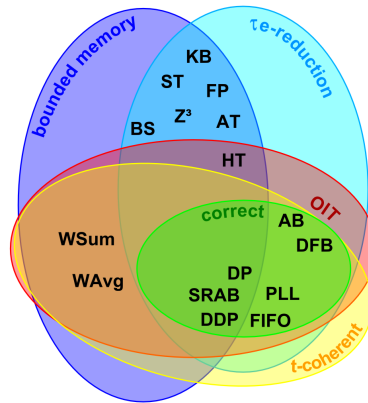 bounded memory
τe-reduction
KB
ST
FP
Z³
BS
AT
HT
OIT
correct
AB
WSum
DFB
DP
WAvg
SRAB
PLL
DDP
FIFO
t-coherent